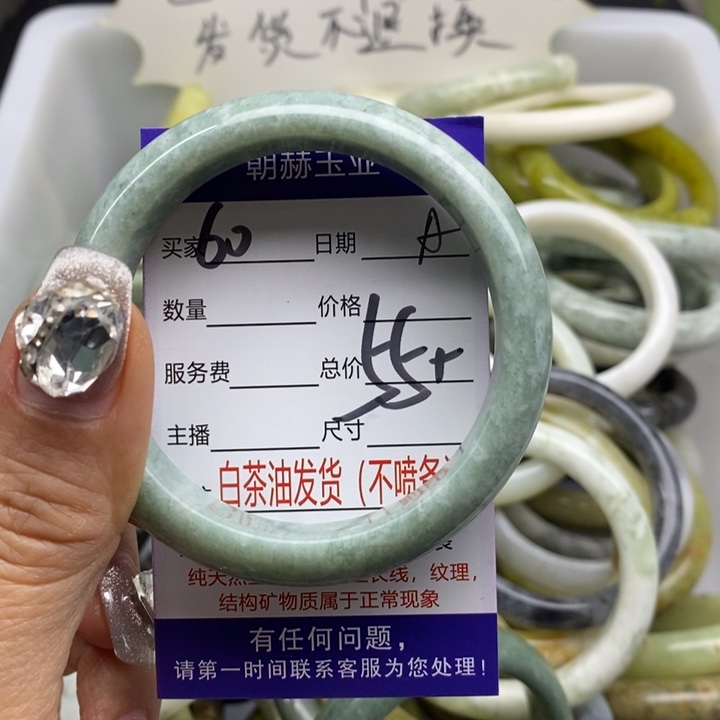 发货不退换
朝赫玉业
买家 60 日期 A
数量 价格
服务费 总价
主播 尺寸
白茶油发货（不喷各
纯天然 长线，纹理，
结构矿物质属于正常现象
有任何问题，
请第一时间联系客服为您处理！